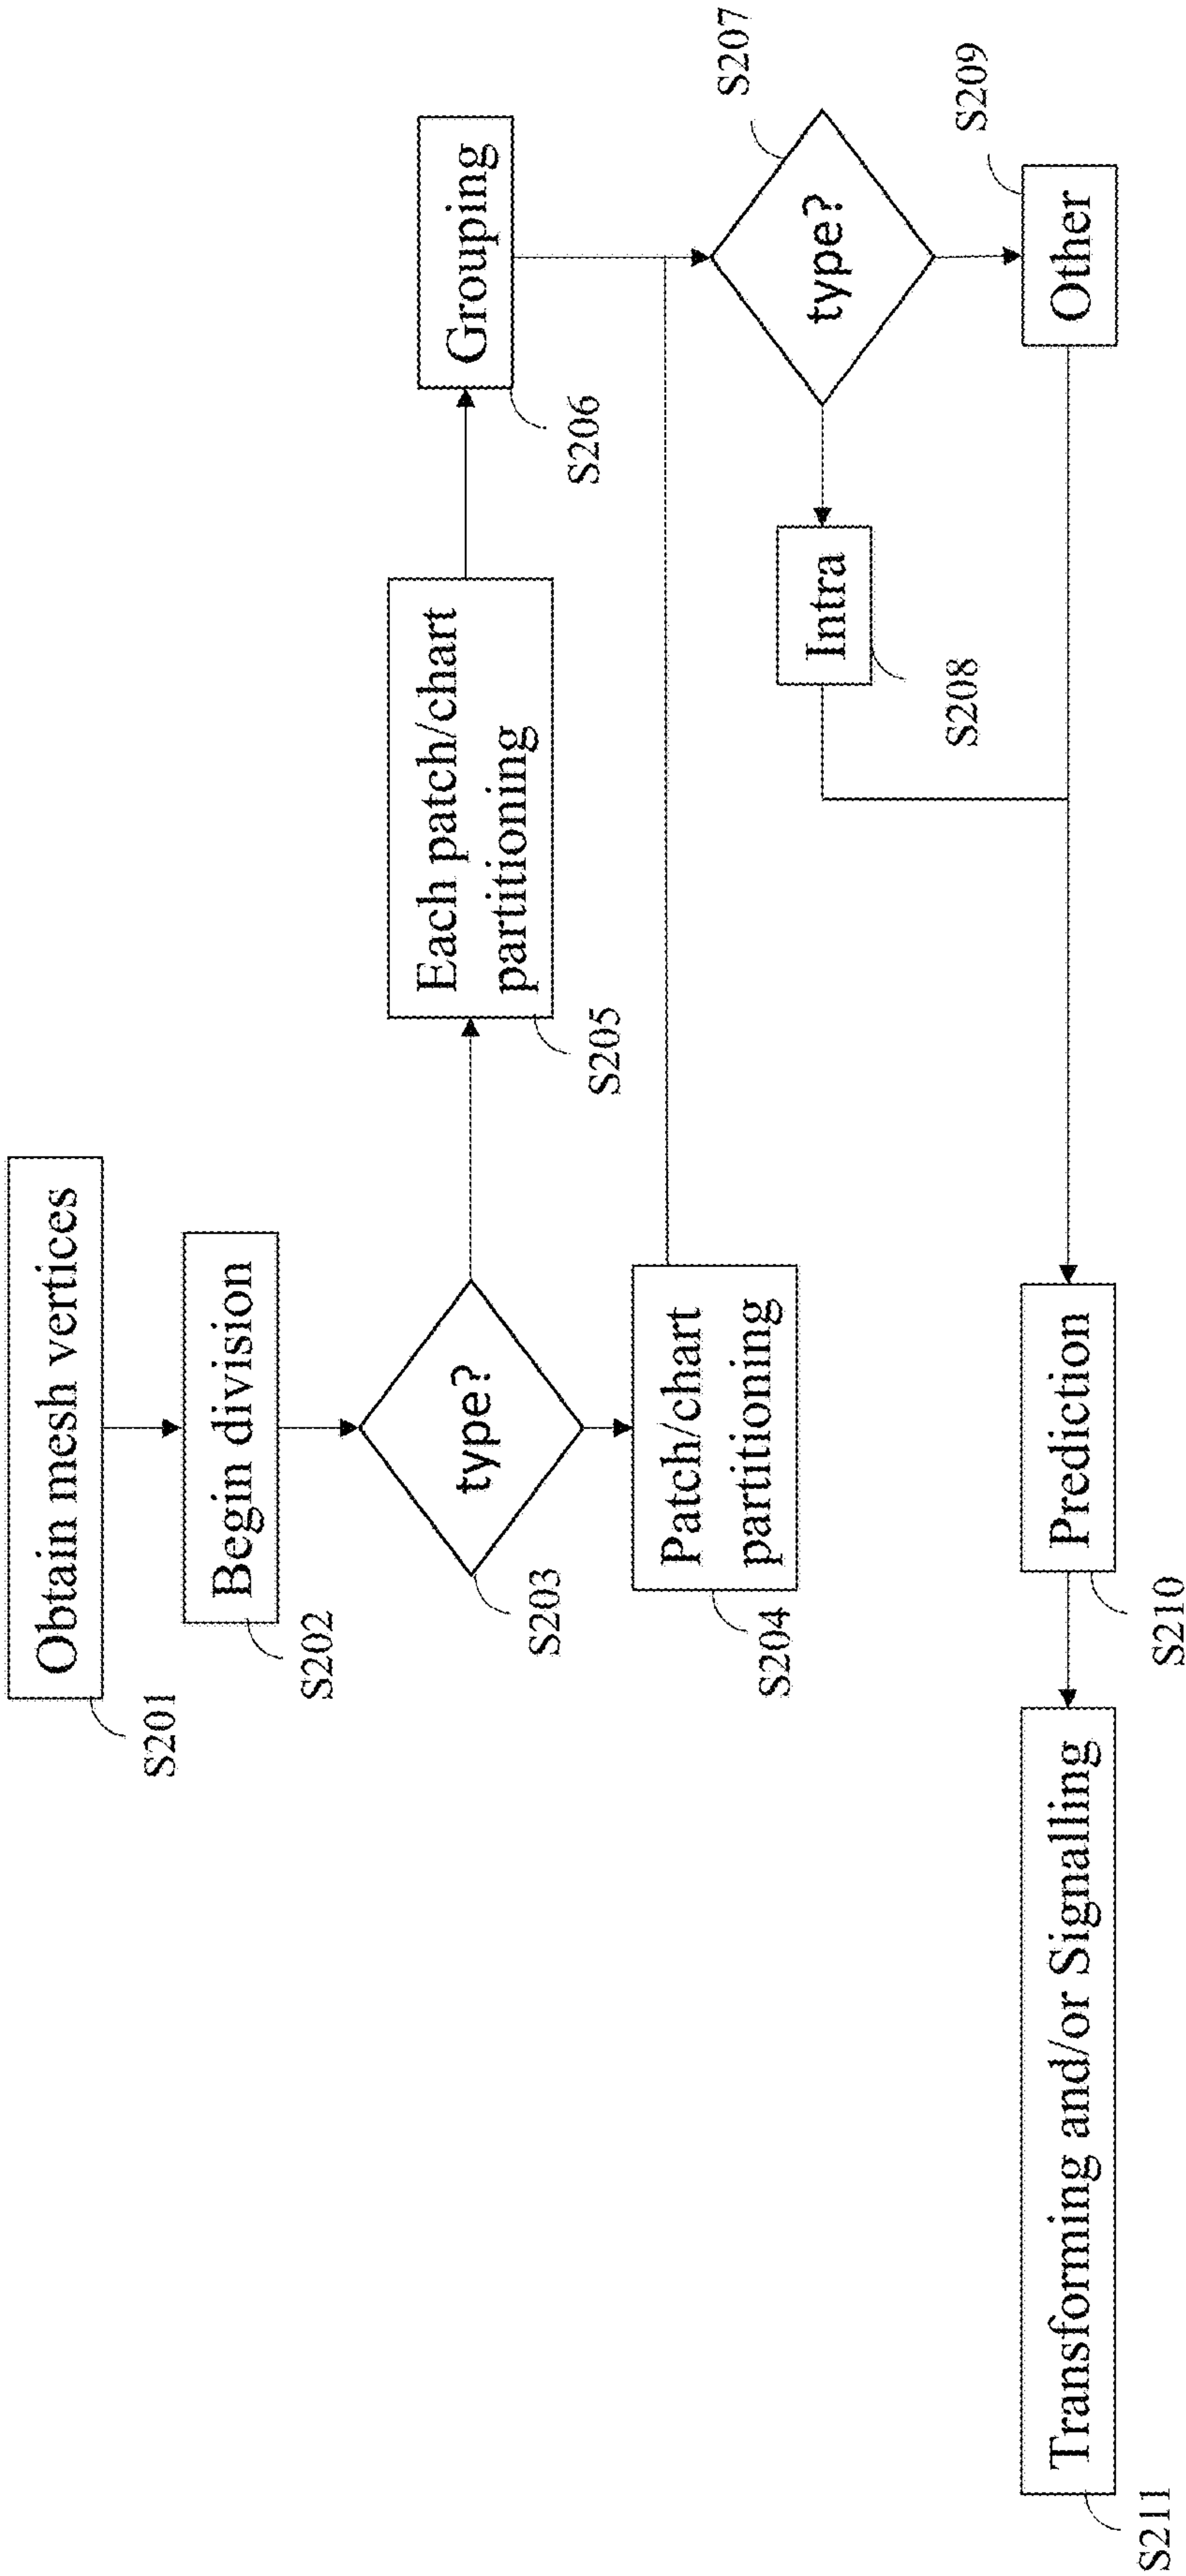 Obtain mesh vertices
S201
Begin division
S202
type?
S203
Patch/chart
partitioning
S204
Each patch/chart
partitioning
S205
Grouping
S206
type?
S207
Intra
S208
Other
S209
Prediction
S210
Transforming and/or Signalling
S211